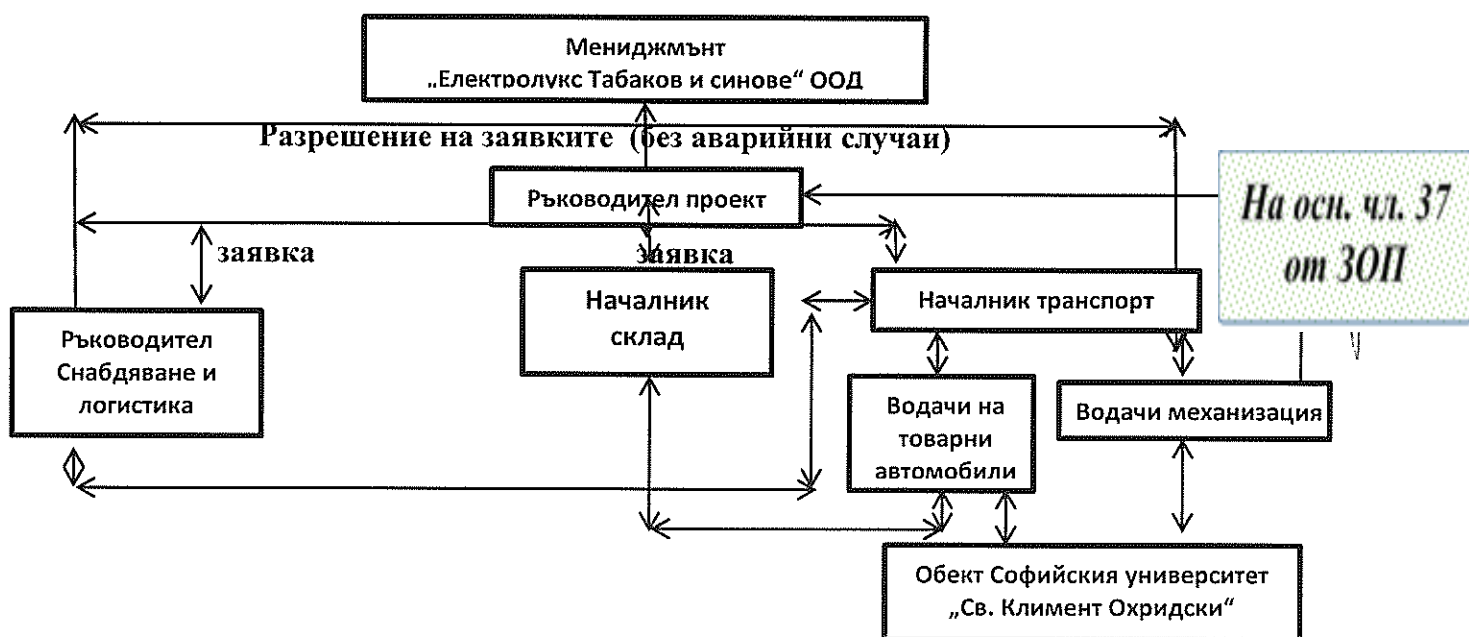 Мениджмънт
„Електролукс Табаков и синове“ ООД
Разрешение на заявките (без аварийни случаи)
Ръководител проект
На осн. чл. 37
от ЗОП
заявка
заявка
Началник
склад
Началник транспорт
Ръководител
Снабдяване и
логистика
Водачи на
товарни
автомобили
Водачи механизация
Обект Софийския университет
„Св. Климент Охридски“